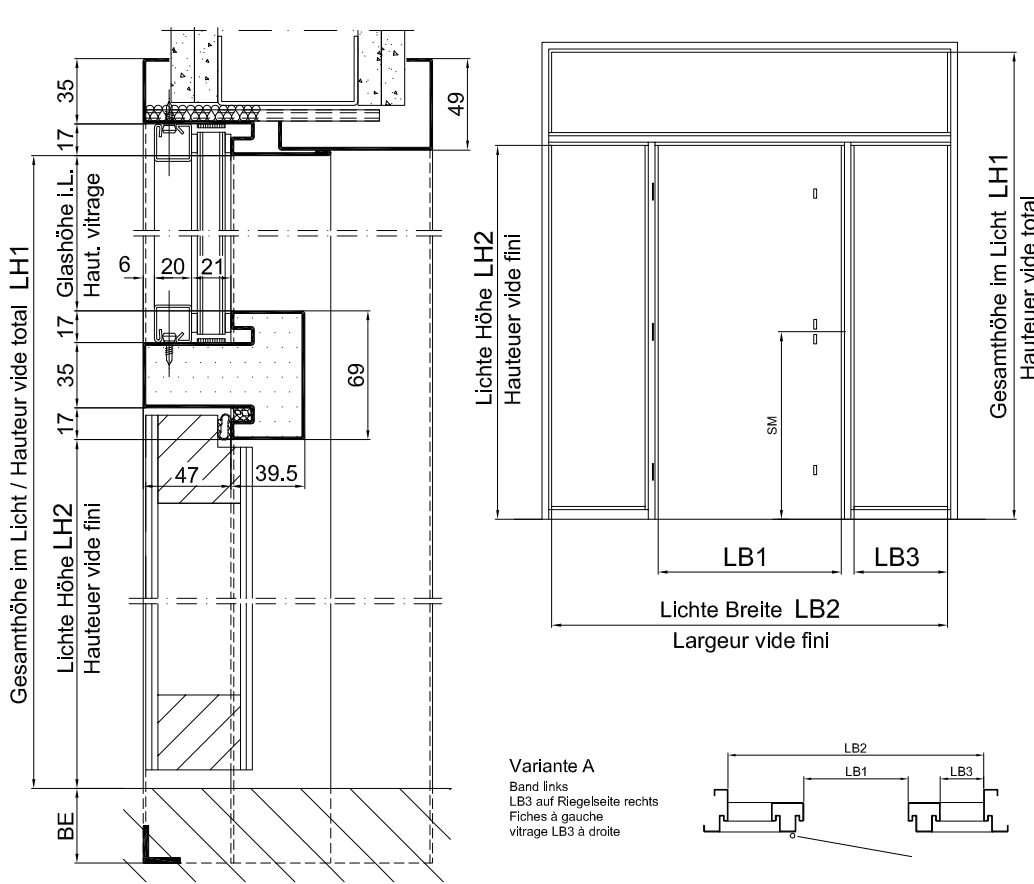 35
17
49
Glashöhe i.L.
Haut. vitrage
6
20
21
17
35
17
69
47
39.5
Gesamthöhe im Licht / Hauteur vide total LH1
Lichte Höhe LH2
Hauteuer vide fini
BE
Lichte Höhe LH2
Hauteuer vide fini
SM
Gesamthöhe im Licht LH1
Hauteuer vide total
LB1
LB3
Lichte Breite LB2
Largeur vide fini
Variante A
Band links
LB3 auf Riegelseite rechts
Fiches à gauche
vitrage LB3 à droite
LB2
LB1
LB3